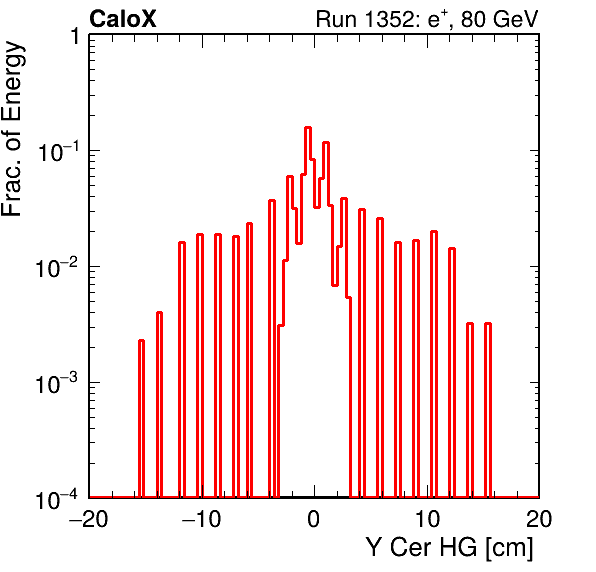 CaloX Run 1352: e⁺, 80 GeV
Frac. of Energy
1
10⁻¹
10⁻²
10⁻³
10⁻⁴
−20 −10 0 10 20
Y Cer HG [cm]